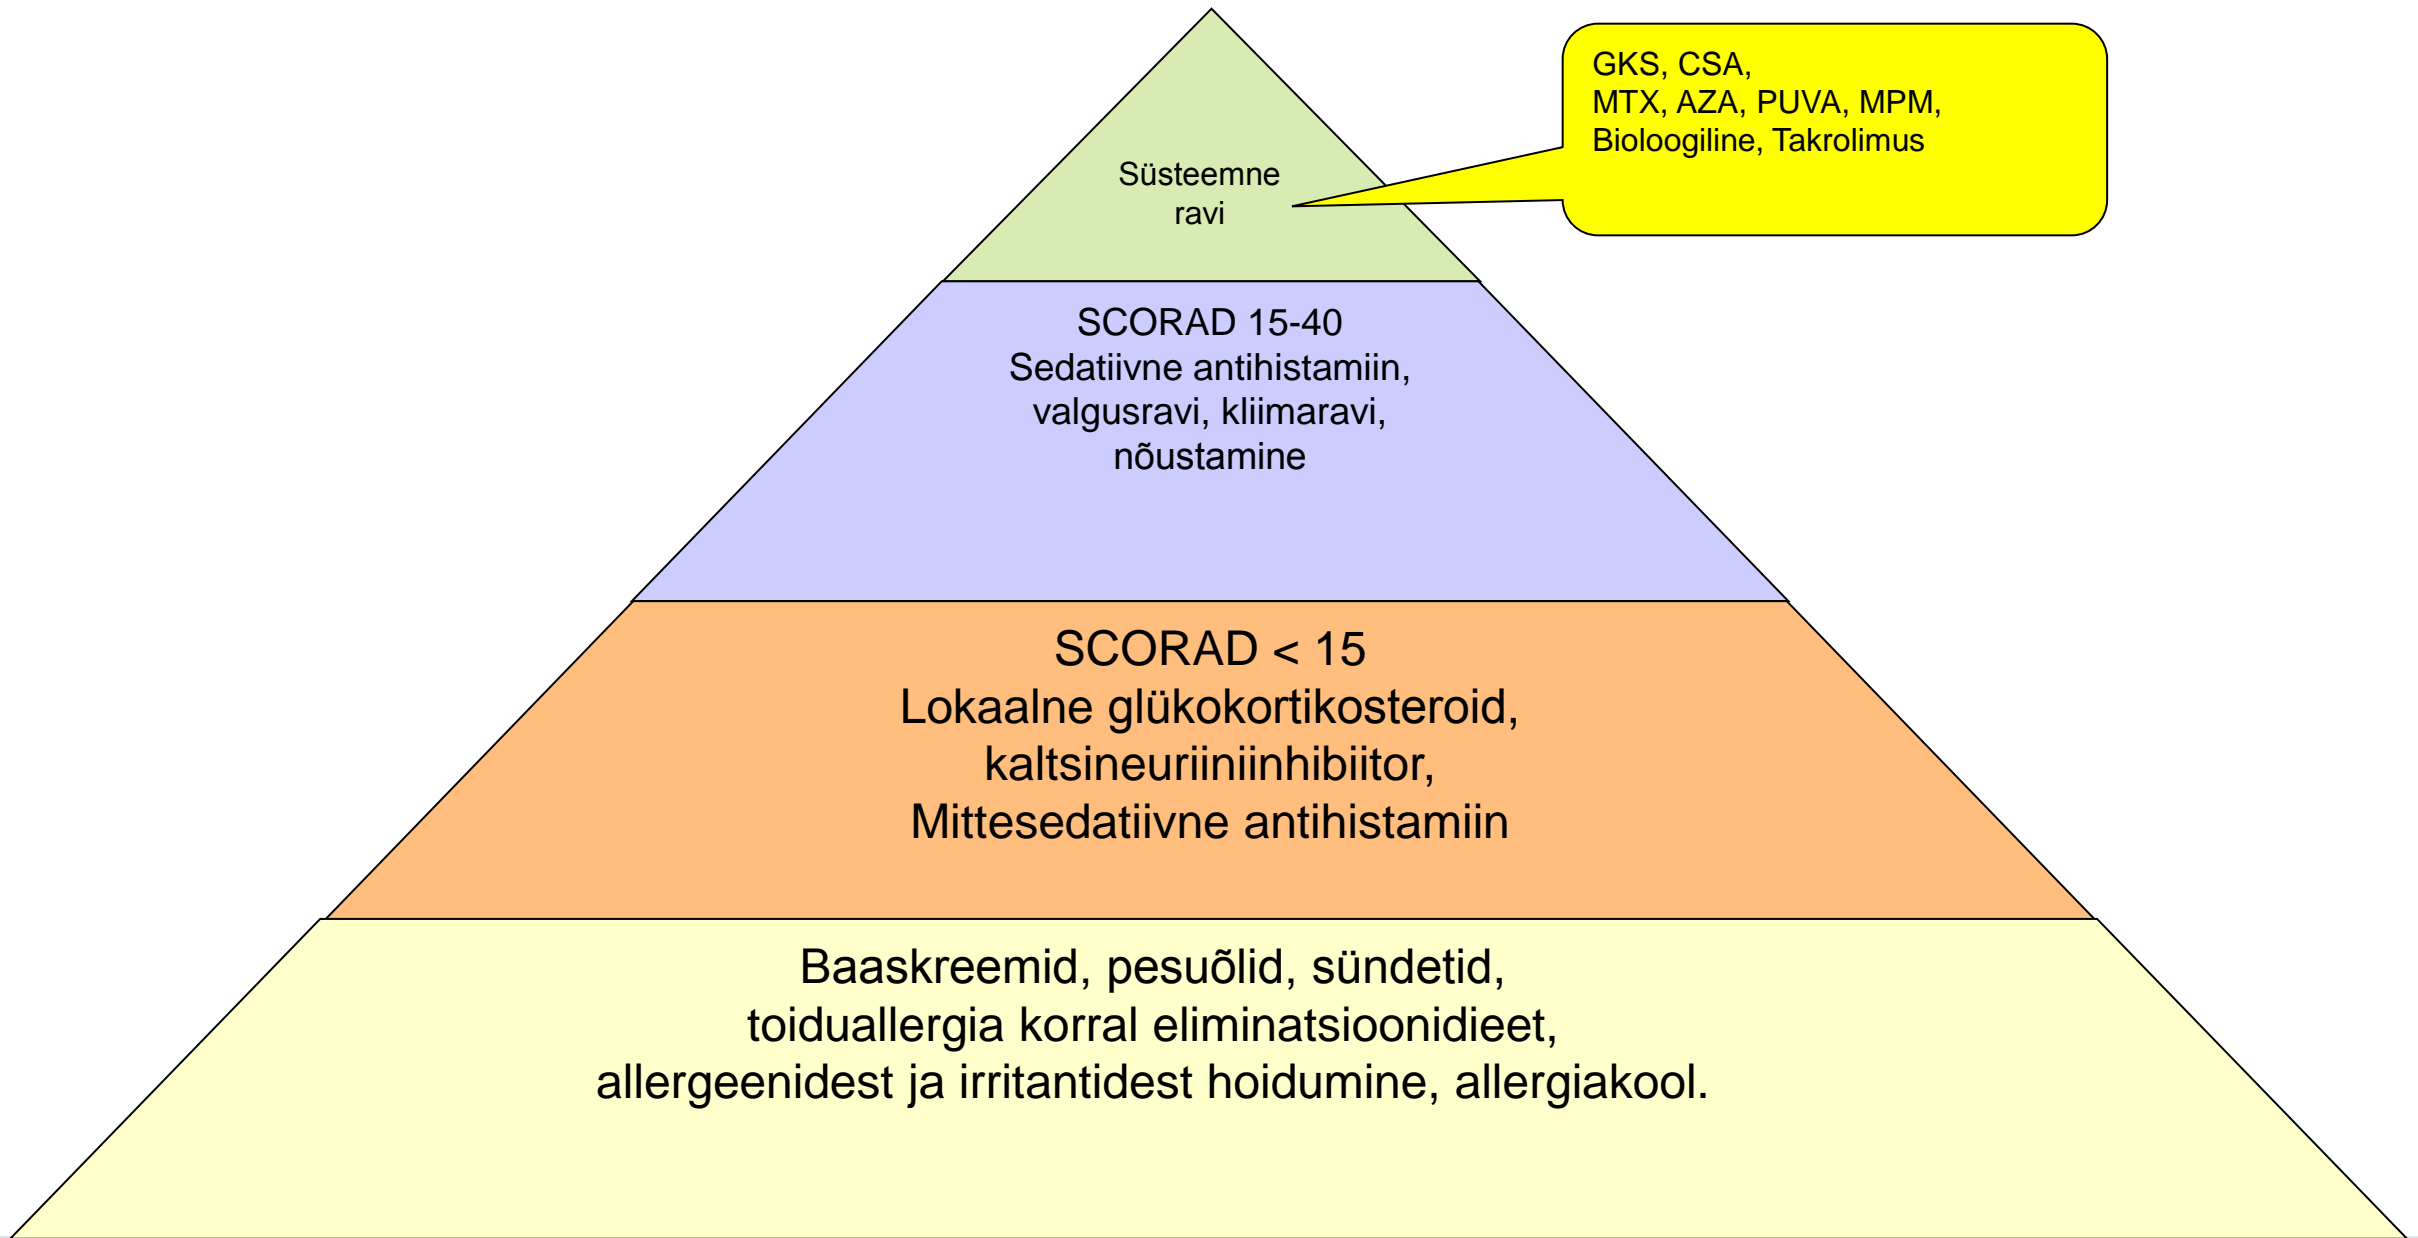 GKS, CSA,
MTX, AZA, PUVA, MPM,
Bioloogiline, Takrolimus
Süsteemne
ravi
SCORAD 15-40
Sedatiivne antihistamiin,
valgusravi, kliimaravi,
nõustamine
SCORAD < 15
Lokaalne glükokortikosteroid,
kaltsineuriiniinhibiitor,
Mittesedatiivne antihistamiin
Baaskreemid, pesuõlid, sündetid,
toiduallergia korral eliminatsioonidieet,
allergeenidest ja irritantidest hoidumine, allergiakool.